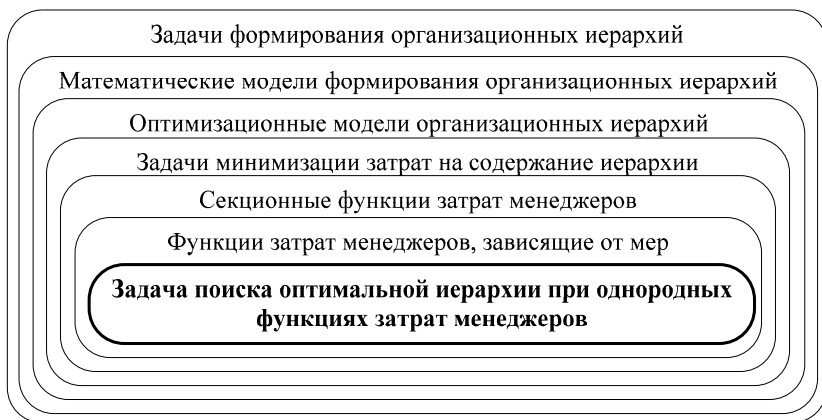 Задачи формирования организационных иерархий
Математические модели формирования организационных иерархий
Оптимизационные модели организационных иерархий
Задачи минимизации затрат на содержание иерархии
Секционные функции затрат менеджеров
Функции затрат менеджеров, зависящие от мер
Задача поиска оптимальной иерархии при однородных
функциях затрат менеджеров